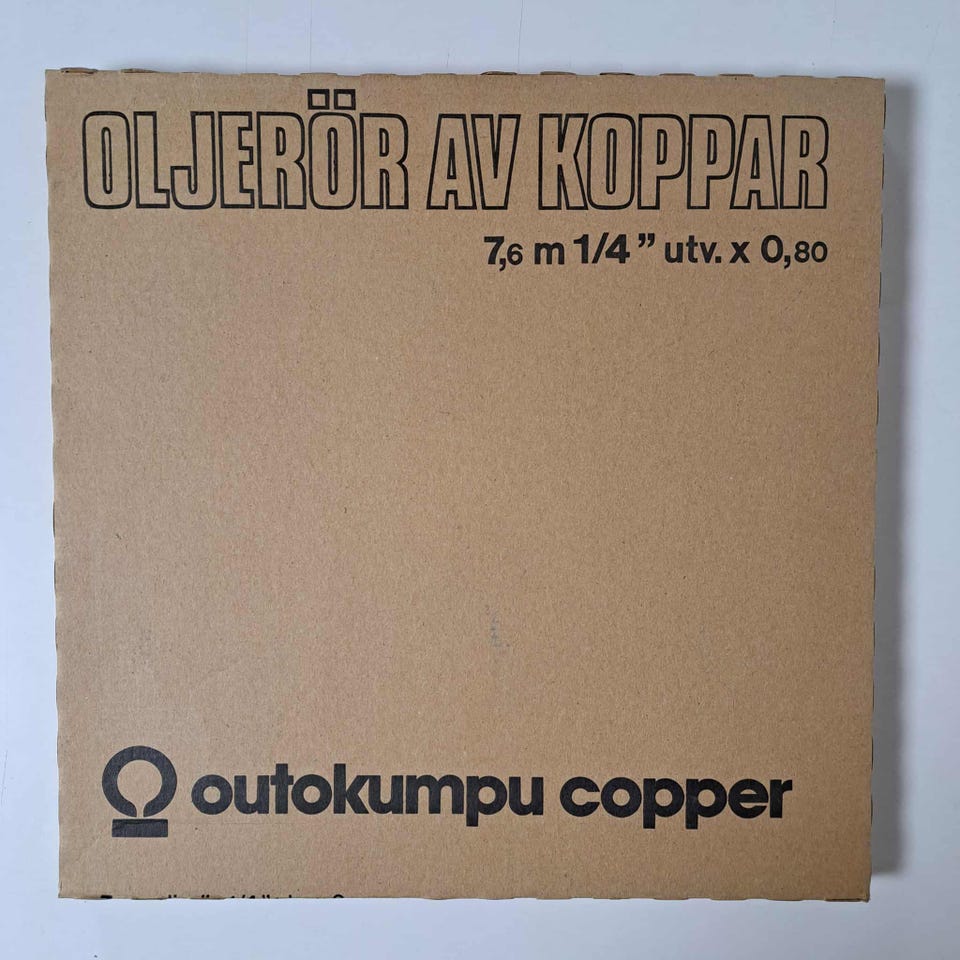 OLJERÖR AV KOPPAR
7,6 m 1/4” utv. x 0,80
outokumpu copper